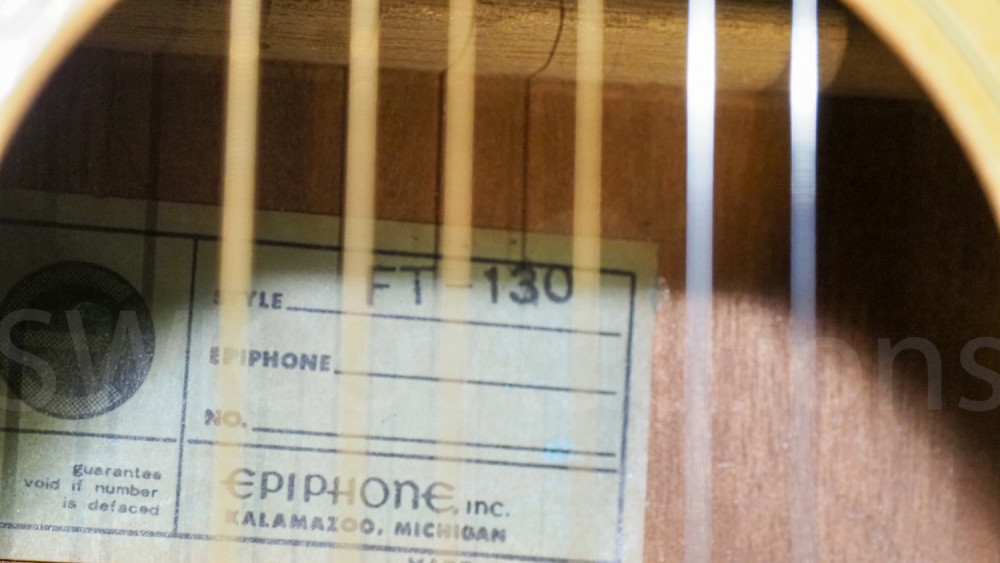 STYLE FT-130
EPIPHONE
NO.
guarantee
void if number
is defaced
EPIPHONE, INC.
KALAMAZOO, MICHIGAN